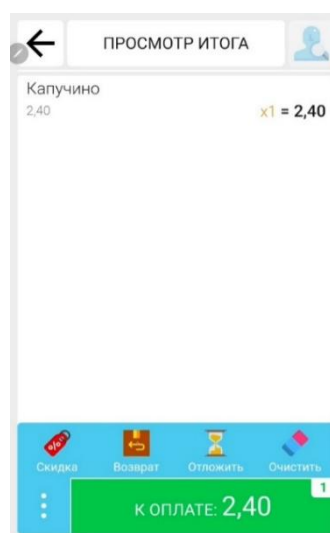 ПРОСМОТР ИТОГА
Капучино
2,40
x1 = 2,40
%
Скидка
Возврат
Отложить
Очистить
1
К ОПЛАТЕ: 2,40